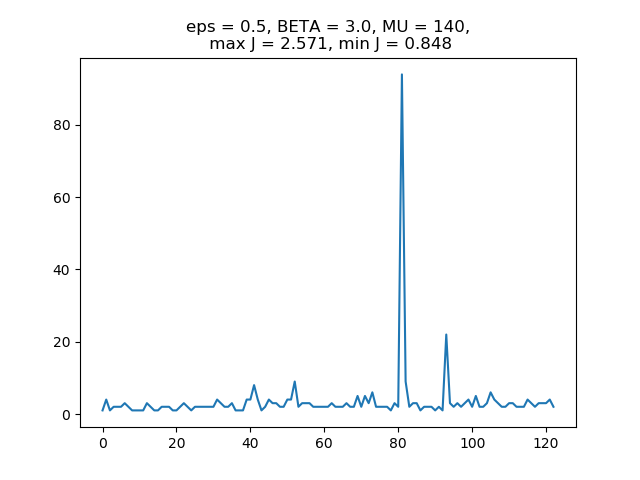 eps = 0.5, BETA = 3.0, MU = 140,
max J = 2.571, min J = 0.848
80
60
40
20
0
0 20 40 60 80 100 120